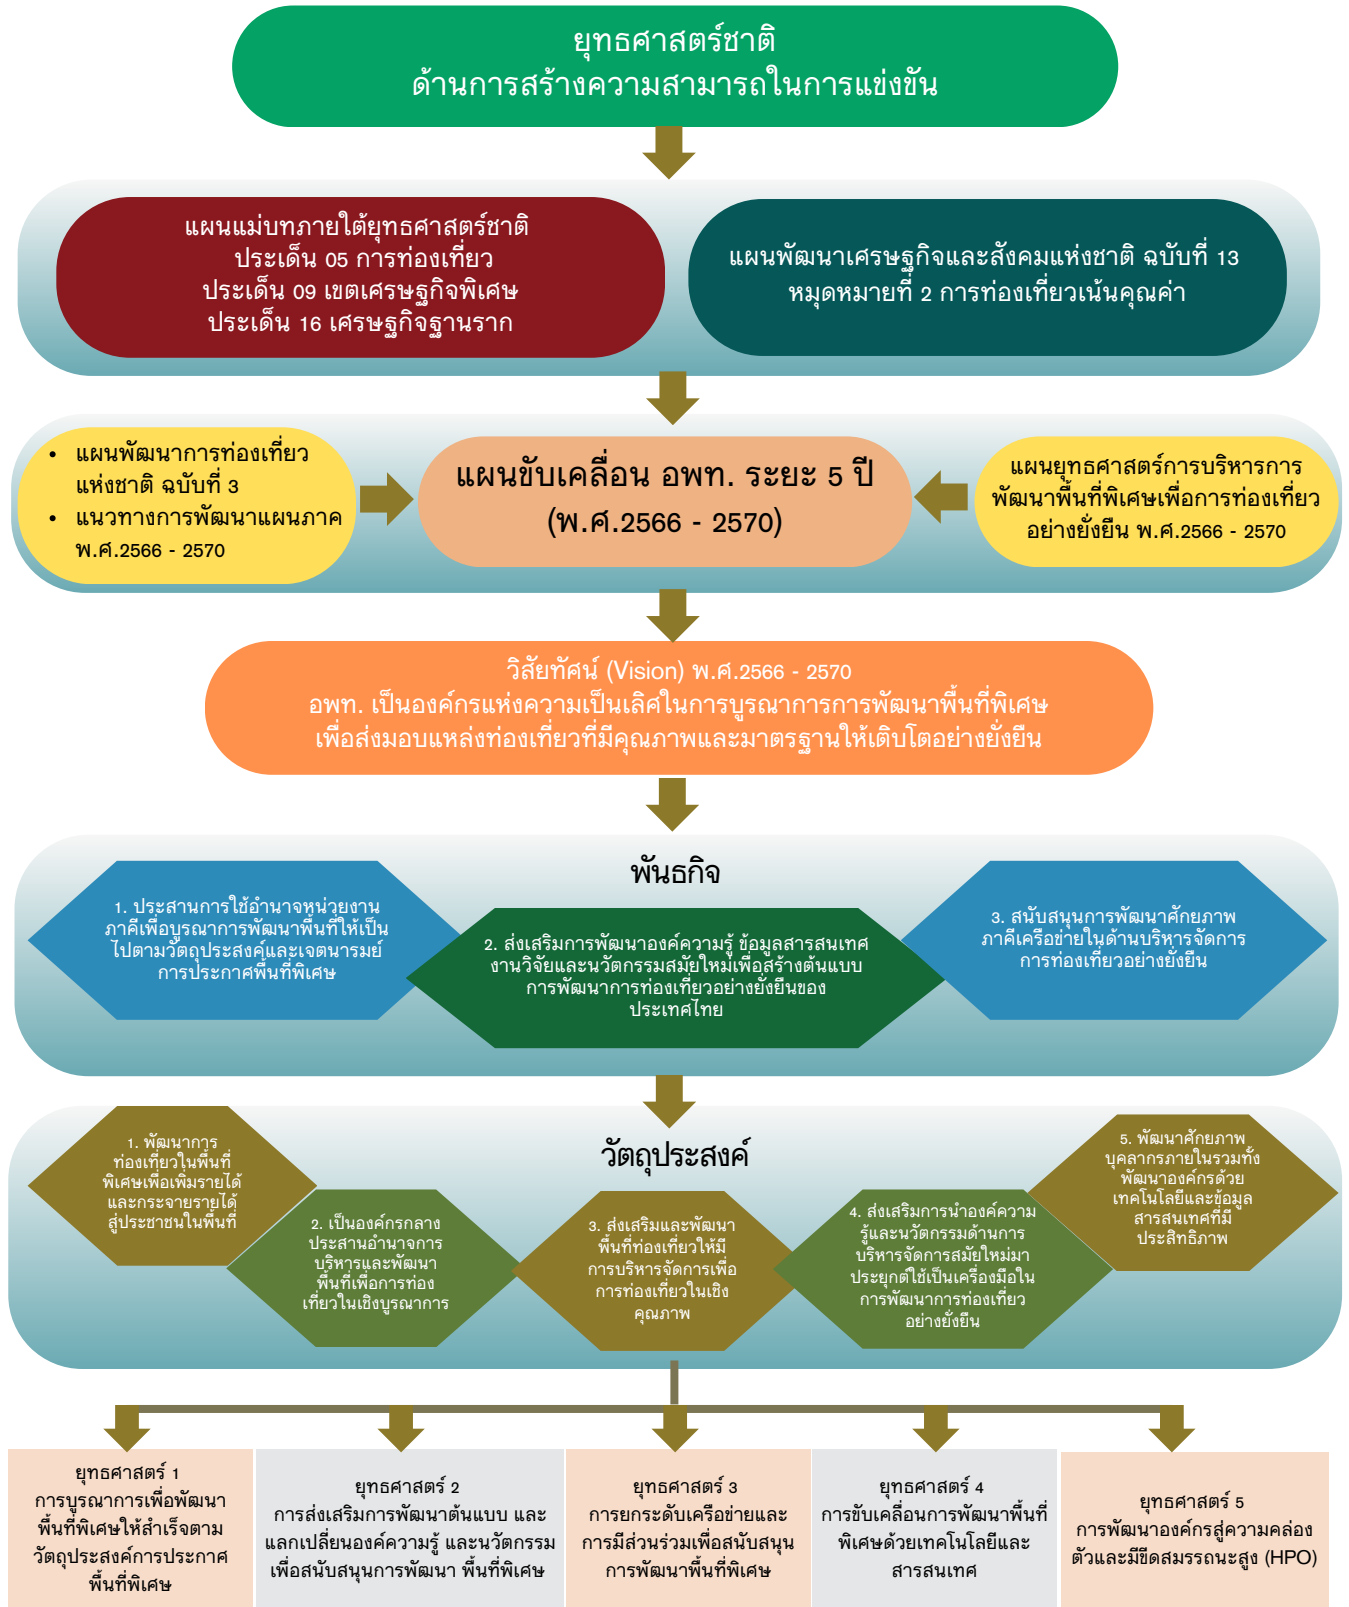 ยุทธศาสตร์ชาติ
ด้านการสร้างความสามารถในการแข่งขัน
แผนแม่บทภายใต้ยุทธศาสตร์ชาติ
ประเด็น 05 การท่องเที่ยว
ประเด็น 09 เขตเศรษฐกิจพิเศษ
ประเด็น 16 เศรษฐกิจฐานราก
แผนพัฒนาเศรษฐกิจและสังคมแห่งชาติ ฉบับที่ 13
หมุดหมายที่ 2 การท่องเที่ยวเน้นคุณค่า
• แผนพัฒนาการท่องเที่ยว
แห่งชาติ ฉบับที่ 3
• แนวทางการพัฒนาแผนภาค
พ.ศ.2566 - 2570
แผนขับเคลื่อน อพท. ระยะ 5 ปี
(พ.ศ.2566 - 2570)
แผนยุทธศาสตร์การบริหารการ
พัฒนาพื้นที่พิเศษเพื่อการท่องเที่ยว
อย่างยั่งยืน พ.ศ.2566 - 2570
วิสัยทัศน์ (Vision) พ.ศ.2566 - 2570
อพท. เป็นองค์กรแห่งความเป็นเลิศในการบูรณาการการพัฒนาพื้นที่พิเศษ
เพื่อส่งมอบแหล่งท่องเที่ยวที่มีคุณภาพและมาตรฐานให้เติบโตอย่างยั่งยืน
พันธกิจ
1. ประสานการใช้อำนาจหน่วยงาน
ภาคีเพื่อบูรณาการการพัฒนาพื้นที่ให้เป็น
ไปตามวัตถุประสงค์และเจตนารมย์
การประกาศพื้นที่พิเศษ
2. ส่งเสริมการพัฒนาองค์ความรู้ ข้อมูลสารสนเทศ
งานวิจัยและนวัตกรรมสมัยใหม่เพื่อสร้างต้นแบบ
การพัฒนาการท่องเที่ยวอย่างยั่งยืนของ
ประเทศไทย
3. สนับสนุนการพัฒนาศักยภาพ
ภาคีเครือข่ายในด้านบริหารจัดการ
การท่องเที่ยวอย่างยั่งยืน
วัตถุประสงค์
1. พัฒนาการ
ท่องเที่ยวในพื้นที่
พิเศษเพื่อเพิ่มรายได้
และกระจายรายได้
สู่ประชาชนในพื้นที่
2. เป็นองค์กรกลาง
ประสานอำนาจการ
บริหารและพัฒนา
พื้นที่เพื่อการท่อง
เที่ยวในเชิงบูรณาการ
3. ส่งเสริมและพัฒนา
พื้นที่ท่องเที่ยวให้มี
การบริหารจัดการเพื่อ
การท่องเที่ยวในเชิง
คุณภาพ
4. ส่งเสริมการนำองค์ความ
รู้และนวัตกรรมด้านการ
บริหารจัดการสมัยใหม่มา
ประยุกต์ใช้เป็นเครื่องมือใน
การพัฒนาการท่องเที่ยว
อย่างยั่งยืน
5. พัฒนาศักยภาพ
บุคลากรภายในรวมทั้ง
พัฒนาองค์กรด้วย
เทคโนโลยีและข้อมูล
สารสนเทศที่มี
ประสิทธิภาพ
ยุทธศาสตร์ 1
การบูรณาการเพื่อพัฒนา
พื้นที่พิเศษให้สำเร็จตาม
วัตถุประสงค์การประกาศ
พื้นที่พิเศษ
ยุทธศาสตร์ 2
การส่งเสริมการพัฒนาต้นแบบ และ
แลกเปลี่ยนองค์ความรู้ และนวัตกรรม
เพื่อสนับสนุนการพัฒนา พื้นที่พิเศษ
ยุทธศาสตร์ 3
การยกระดับเครือข่ายและ
การมีส่วนร่วมเพื่อสนับสนุน
การพัฒนาพื้นที่พิเศษ
ยุทธศาสตร์ 4
การขับเคลื่อนการพัฒนาพื้นที่
พิเศษด้วยเทคโนโลยีและ
สารสนเทศ
ยุทธศาสตร์ 5
การพัฒนาองค์กรสู่ความคล่อง
ตัวและมีขีดสมรรถนะสูง (HPO)